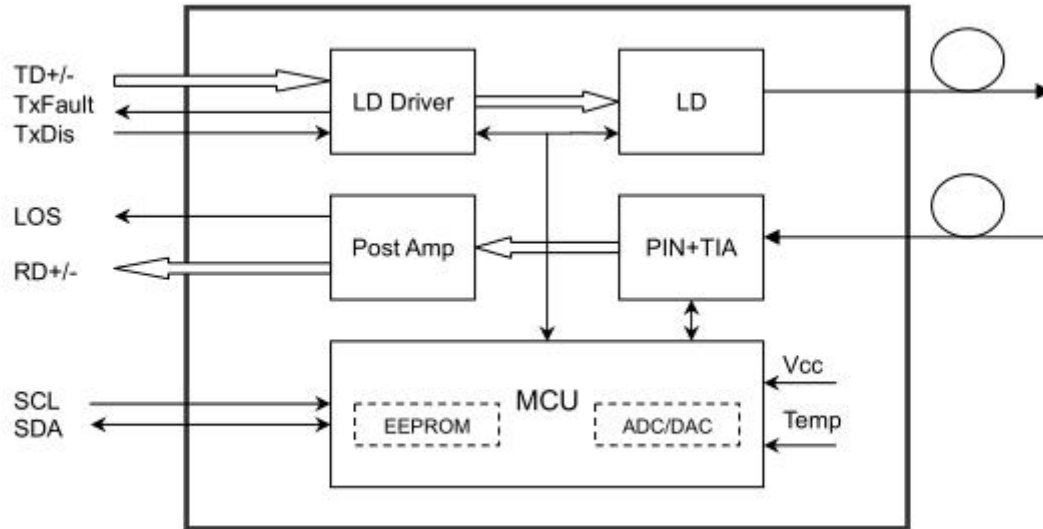 TD+/-
TxFault
TxDis
LD Driver
LD
LOS
RD+/-
Post Amp
PIN+TIA
SCL
SDA
MCU
EEPROM
ADC/DAC
Vcc
Temp